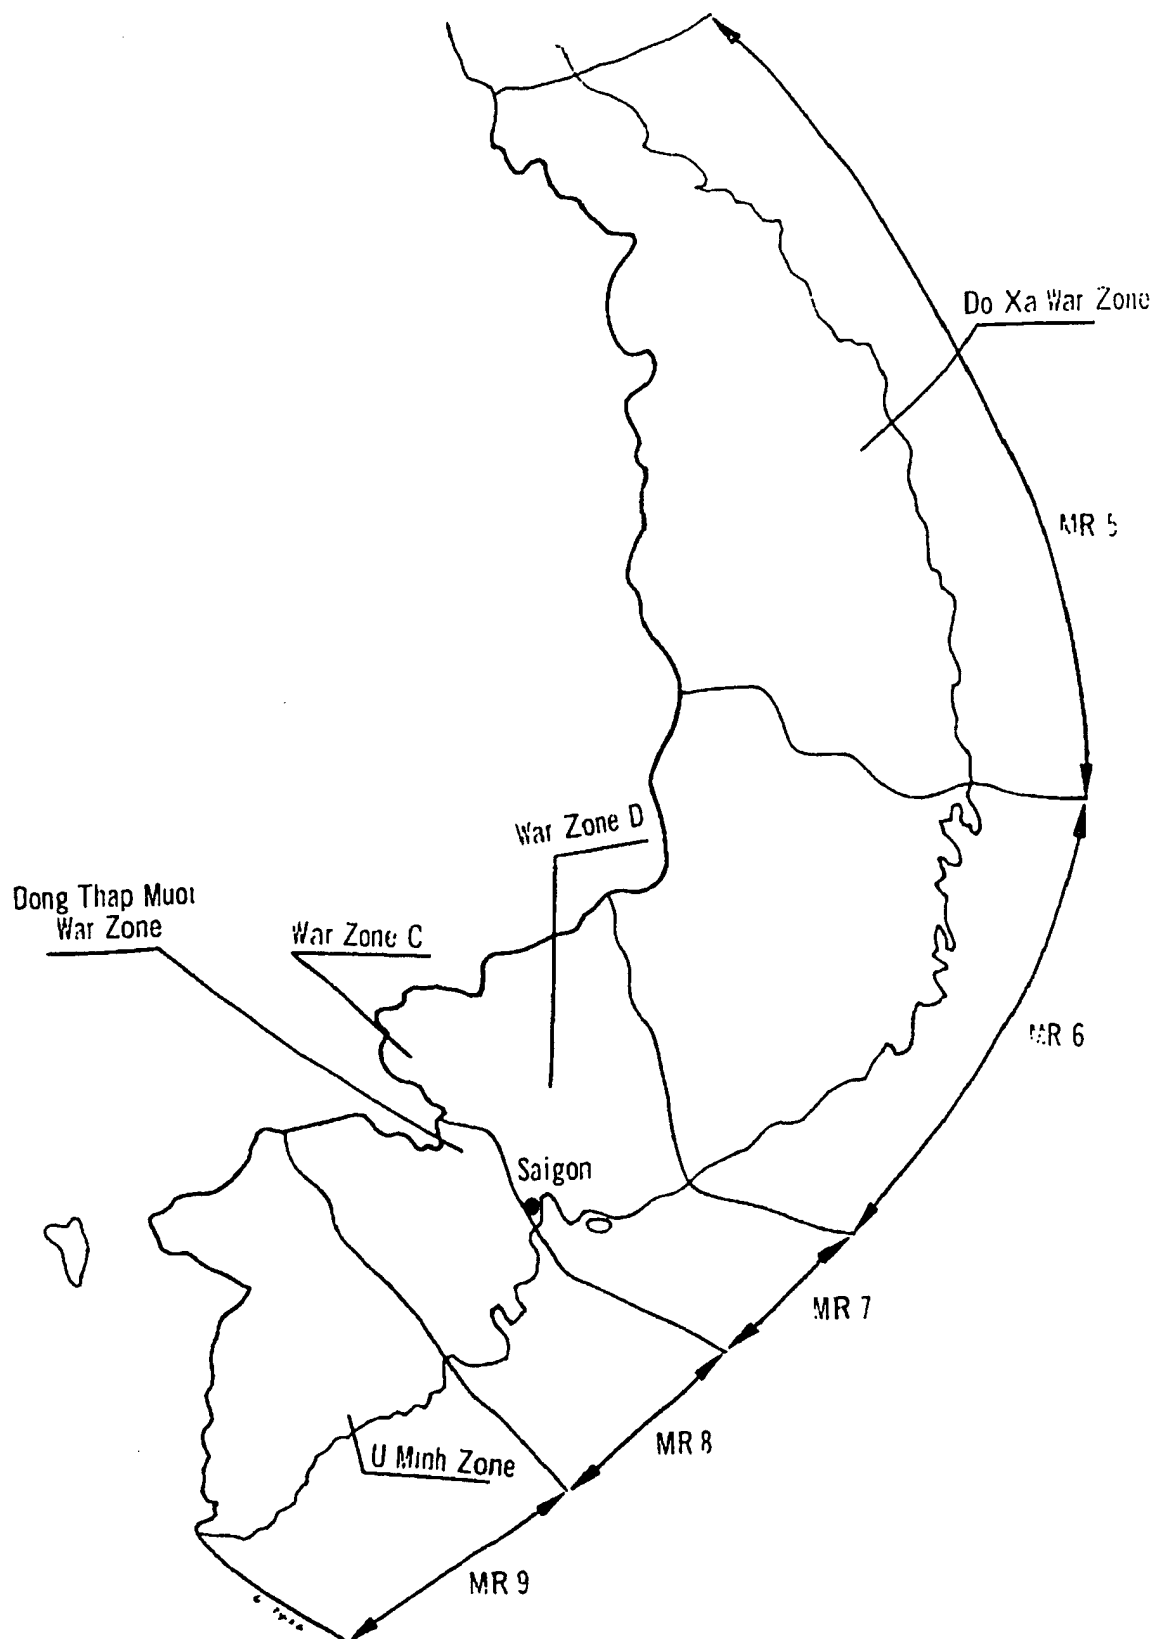 Do Xa War Zone
MR 5
War Zone D
Dong Thap Muoi
War Zone
War Zone C
MR 6
Saigon
MR 7
MR 8
U Minh Zone
MR 9